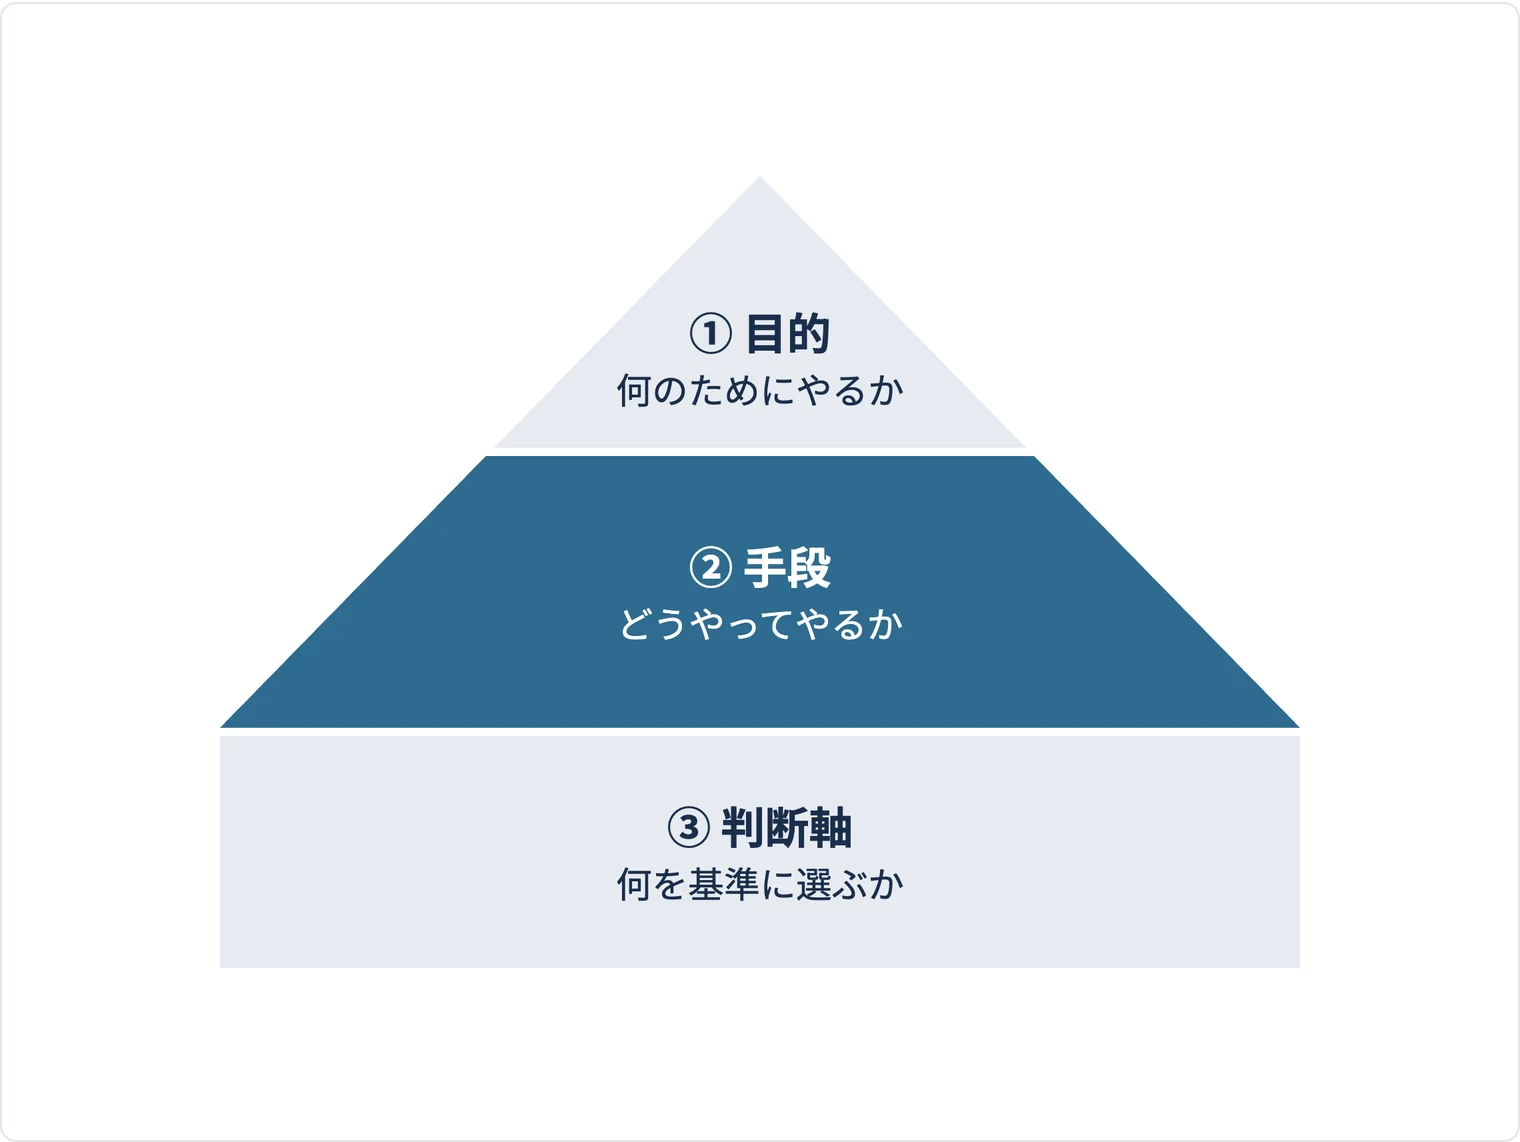 ① 目的
何のためにやるか
② 手段
どうやってやるか
③ 判断軸
何を基準に選ぶか